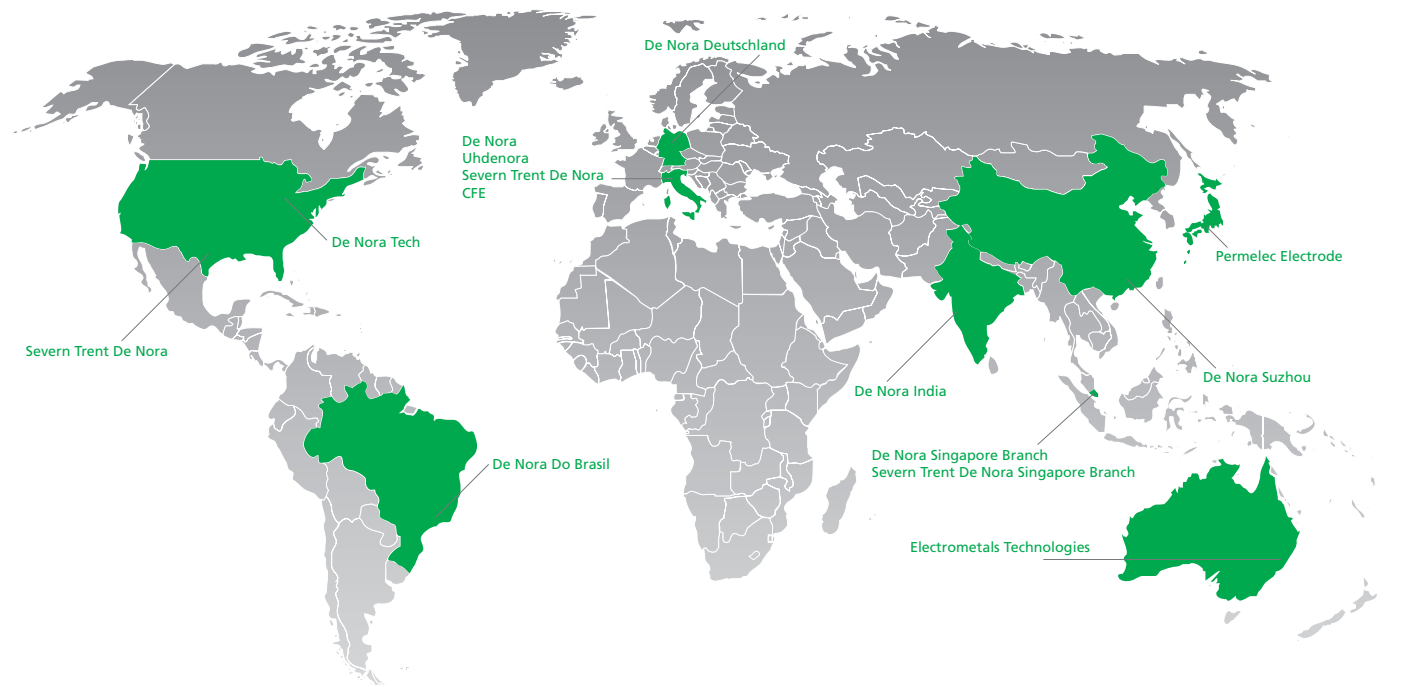 De Nora Deutschland
De Nora
Uhdenora
Severn Trent De Nora
CFE
De Nora Tech
Permelec Electrode
Severn Trent De Nora
De Nora India
De Nora Suzhou
De Nora Singapore Branch
Severn Trent De Nora Singapore Branch
De Nora Do Brasil
Electrometals Technologies